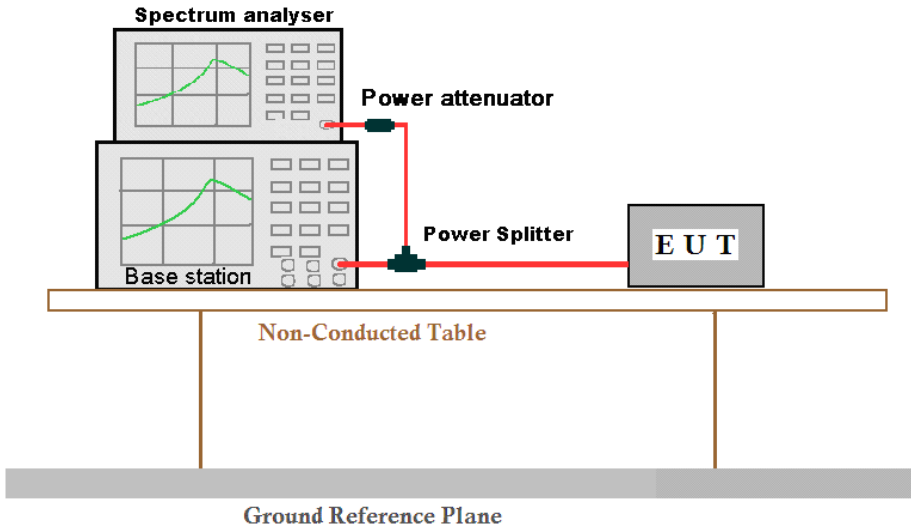 Spectrum analyser
Power attenuator
Power Splitter
E U T
Base station
Non-Conducted Table
Ground Reference Plane